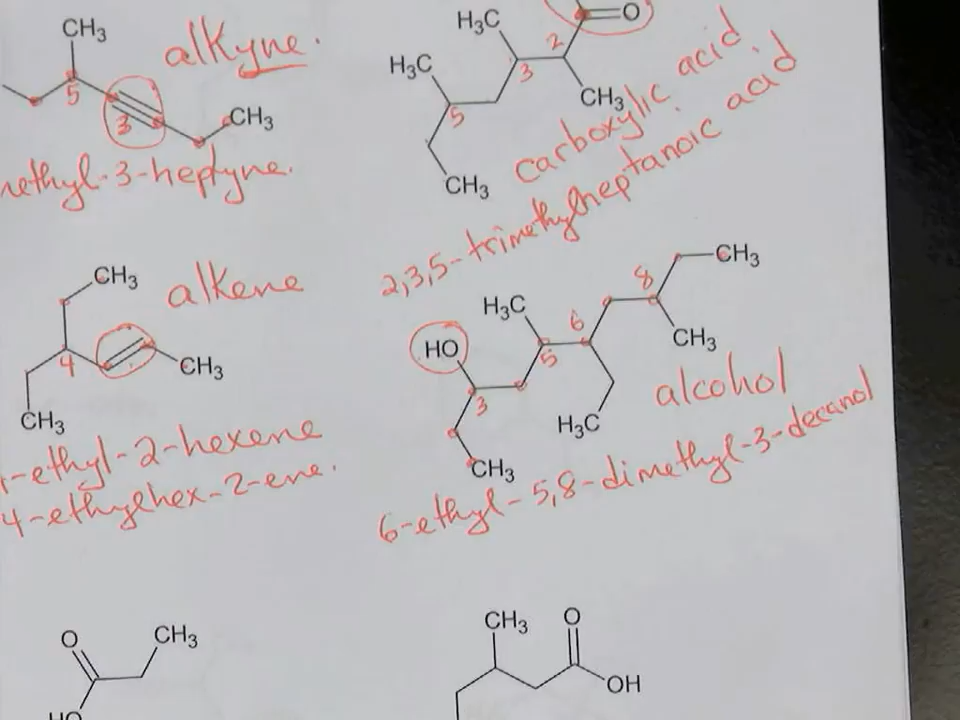 CH3
alkyne.
5
3
CH3
methyl-3-heptyne.
H3C
O
2
H3C
3
5
CH3
CH3
carboxylic acid
2,3,5-trimethylheptanoic acid
CH3
alkene
4
CH3
CH3
-ethyl-2-hexene
4-ethylhex-2-ene.
CH3
8
H3C
6
HO
5
CH3
3
alcohol
H3C
CH3
6-ethyl-5,8-dimethyl-3-decanol
O
CH3
HO
CH3
O
OH